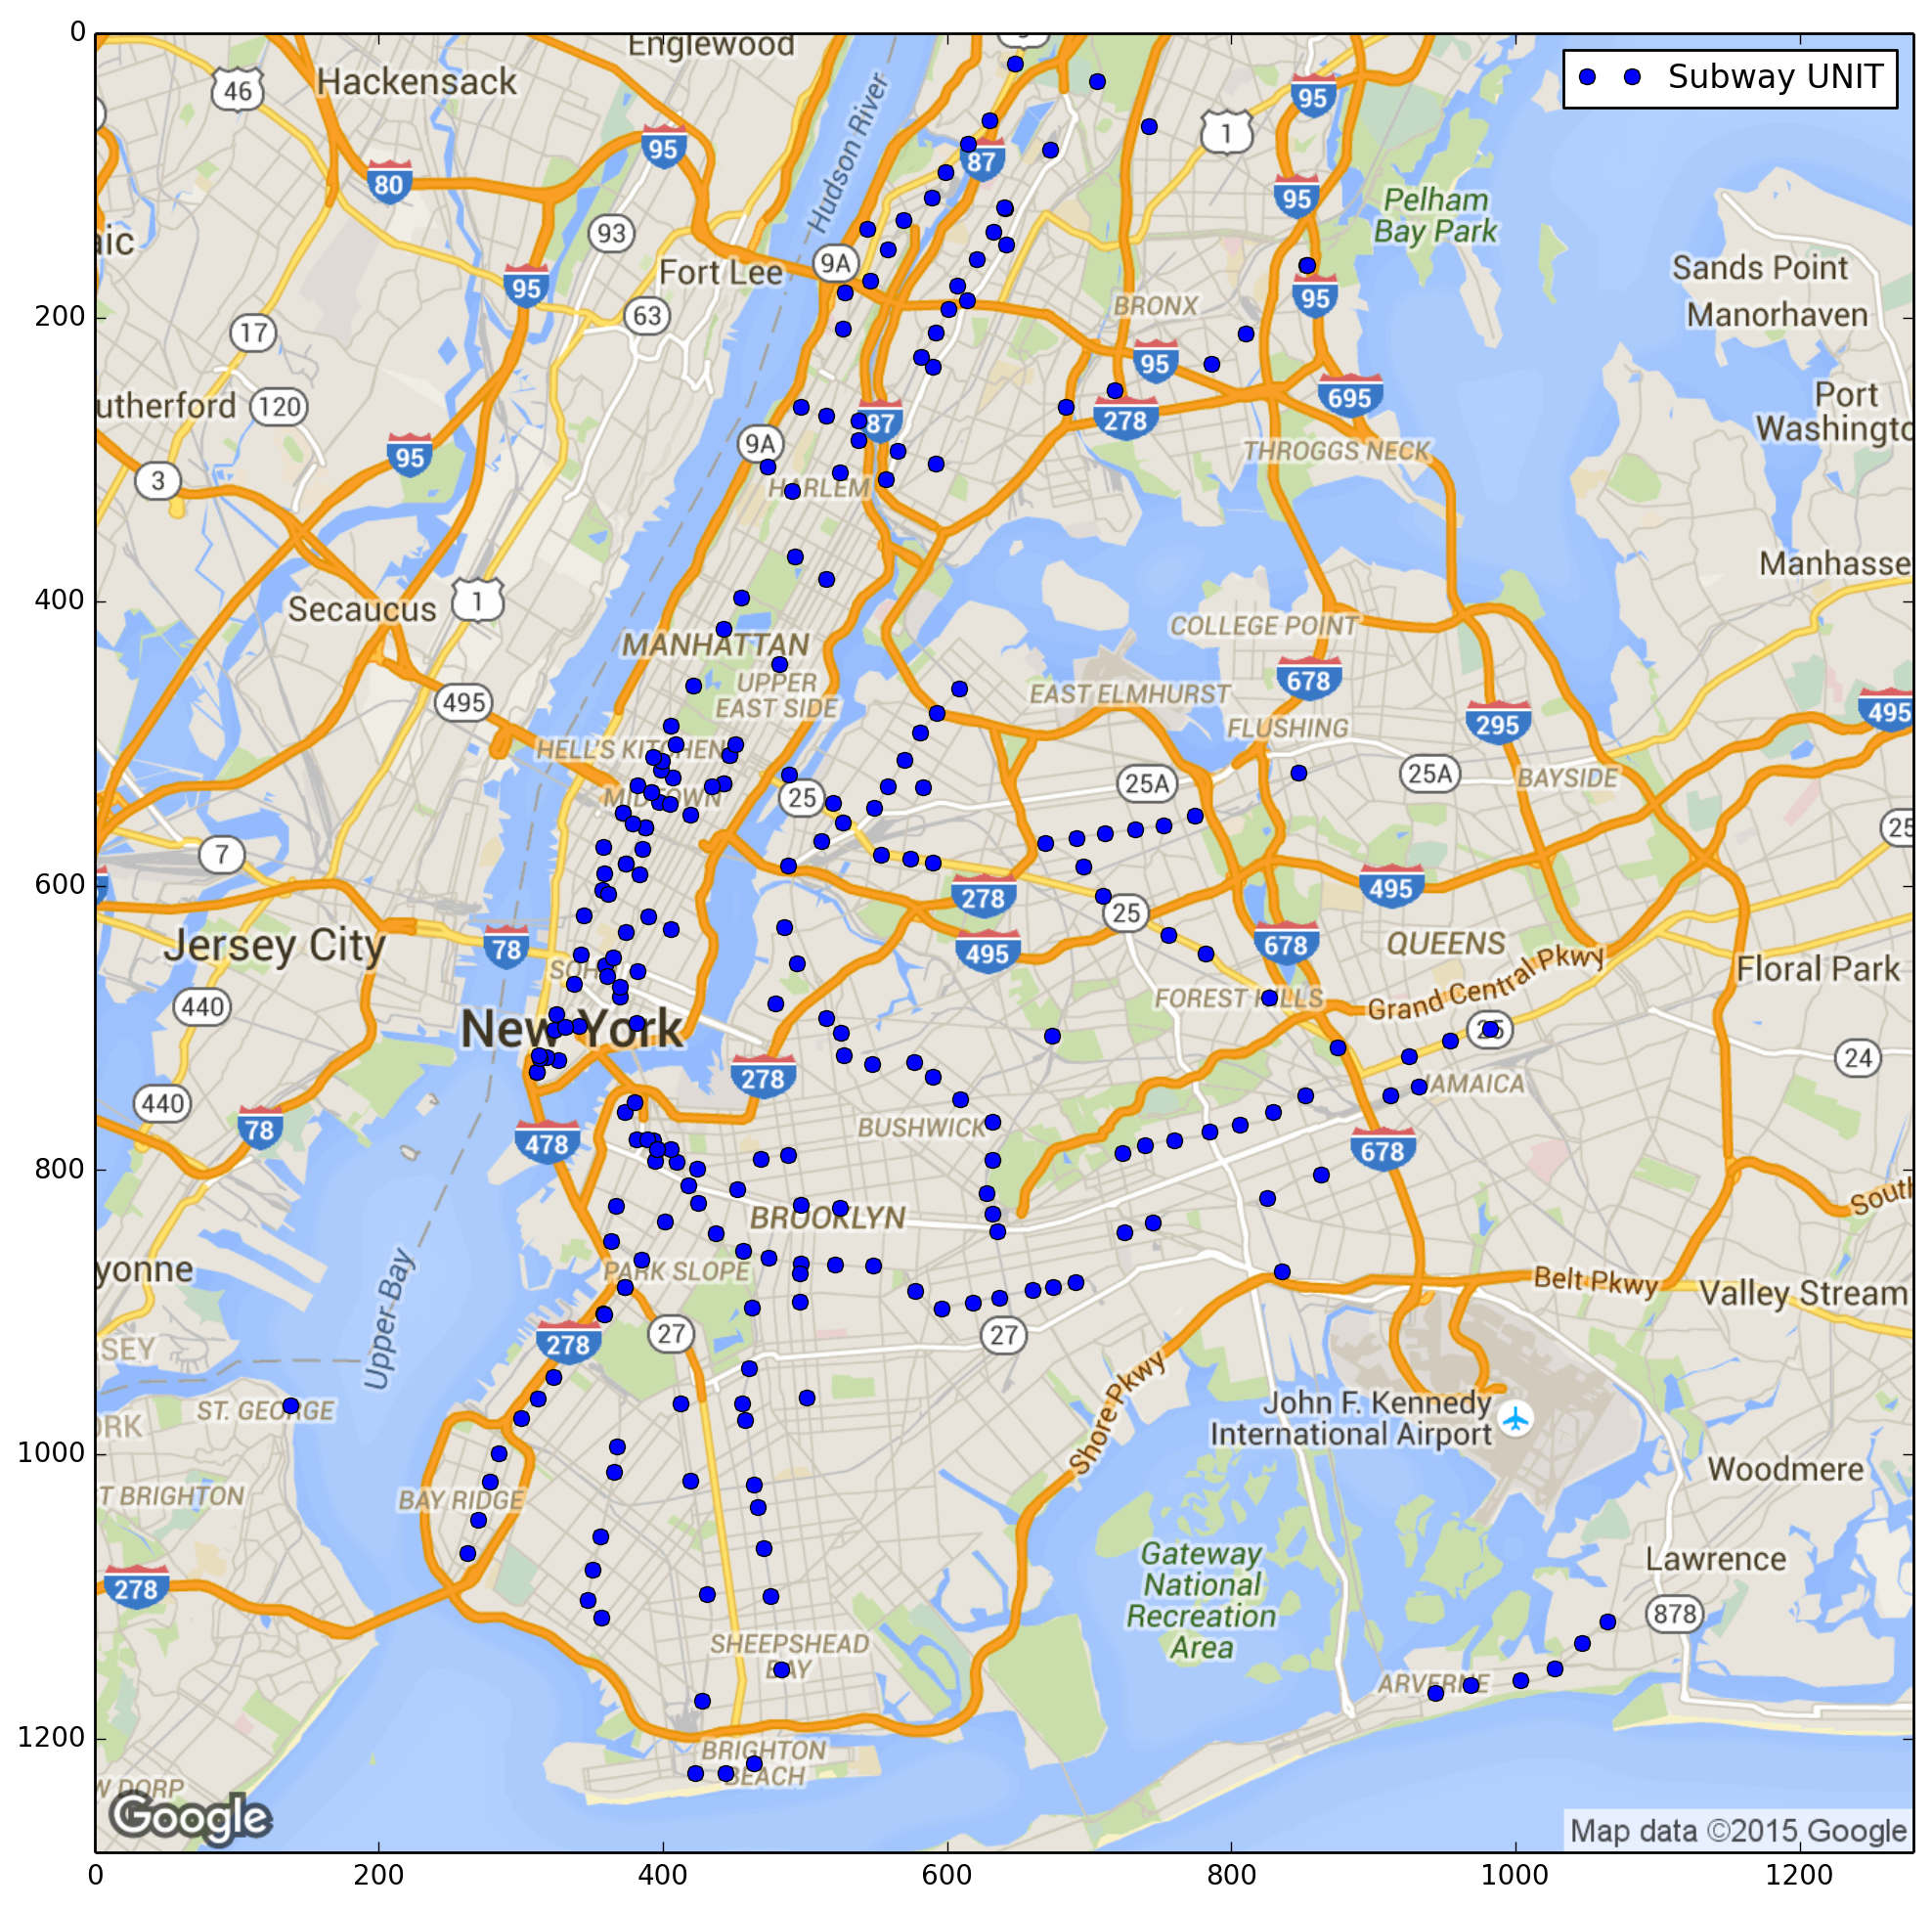 0
Englewood
Hackensack
46
95
80
95
87
1
95
95
Subway UNIT
Hudson River
Pelham
Bay Park
93
9A
Fort Lee
95
63
17
200
BRONX
95
Sands Point
Manorhaven
utherford
120
95
3
9A
87
HARLEM
95
278
695
THROGGS NECK
Port
Washingto
400
Secaucus
1
MANHATTAN
UPPER
EAST SIDE
COLLEGE POINT
678
EAST ELMHURST
FLUSHING
295
Manhasse
495
495
HELL'S KITCHEN
MIDTOWN
25
25A
25A
BAYSIDE
25
7
600
278
495
25
495
678
QUEENS
Jersey City
78
440
New York
278
FOREST HILLS
Grand Central Pkwy
Floral Park
24
440
78
478
JAMAICA
BUSHWICK
678
800
BROOKLYN
South
yonne
Upper Bay
PARK SLOPE
27
27
278
Belt Pkwy
Valley Stream
SEY
ST. GEORGE
Shore Pkwy
John F. Kennedy
International Airport
1000
T BRIGHTON
BAY RIDGE
Woodmere
278
Gateway
National
Recreation
Area
Lawrence
878
SHEEPSHEAD
BAY
ARVERNE
1200
BRIGHTON
BEACH
W DORP
Google
Map data ©2015 Google
0 200 400 600 800 1000 1200